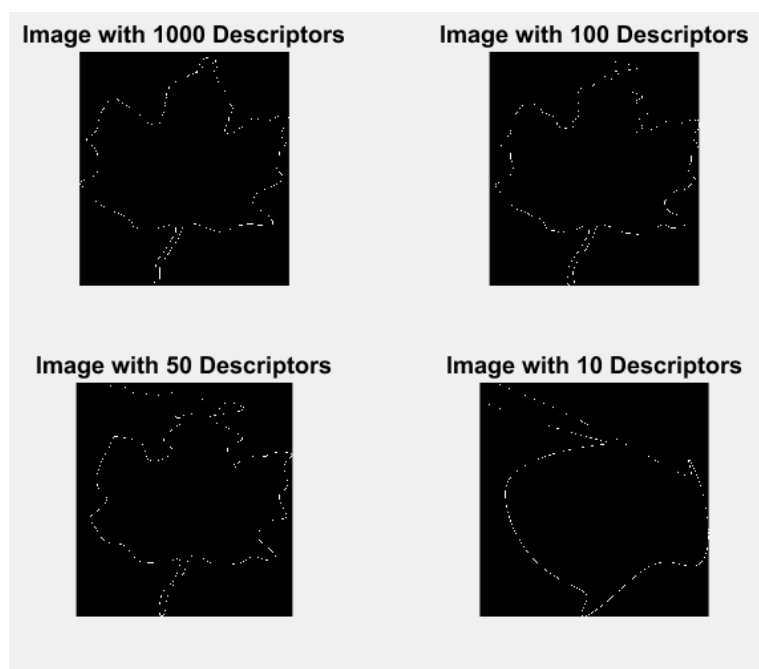 Image with 1000 Descriptors
Image with 100 Descriptors
Image with 50 Descriptors
Image with 10 Descriptors